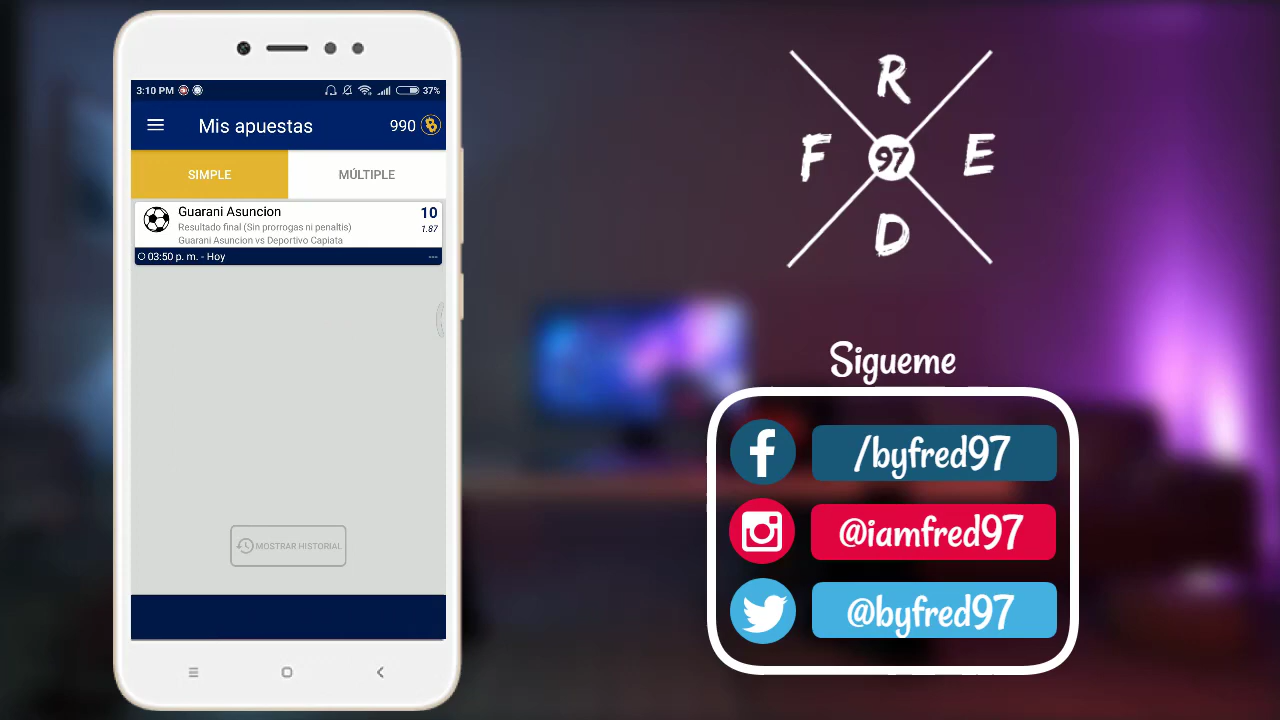 3:10 PM
37%
Mis apuestas
990
SIMPLE
MÚLTIPLE
Guarani Asuncion
10
Resultado final (Sin prorrogas ni penaltis)
1.87
Guarani Asuncion vs Deportivo Capiata
03:50 p. m. - Hoy
MOSTRAR HISTORIAL
R
F 97 E
D
Sigueme
/byfred97
@iamfred97
@byfred97